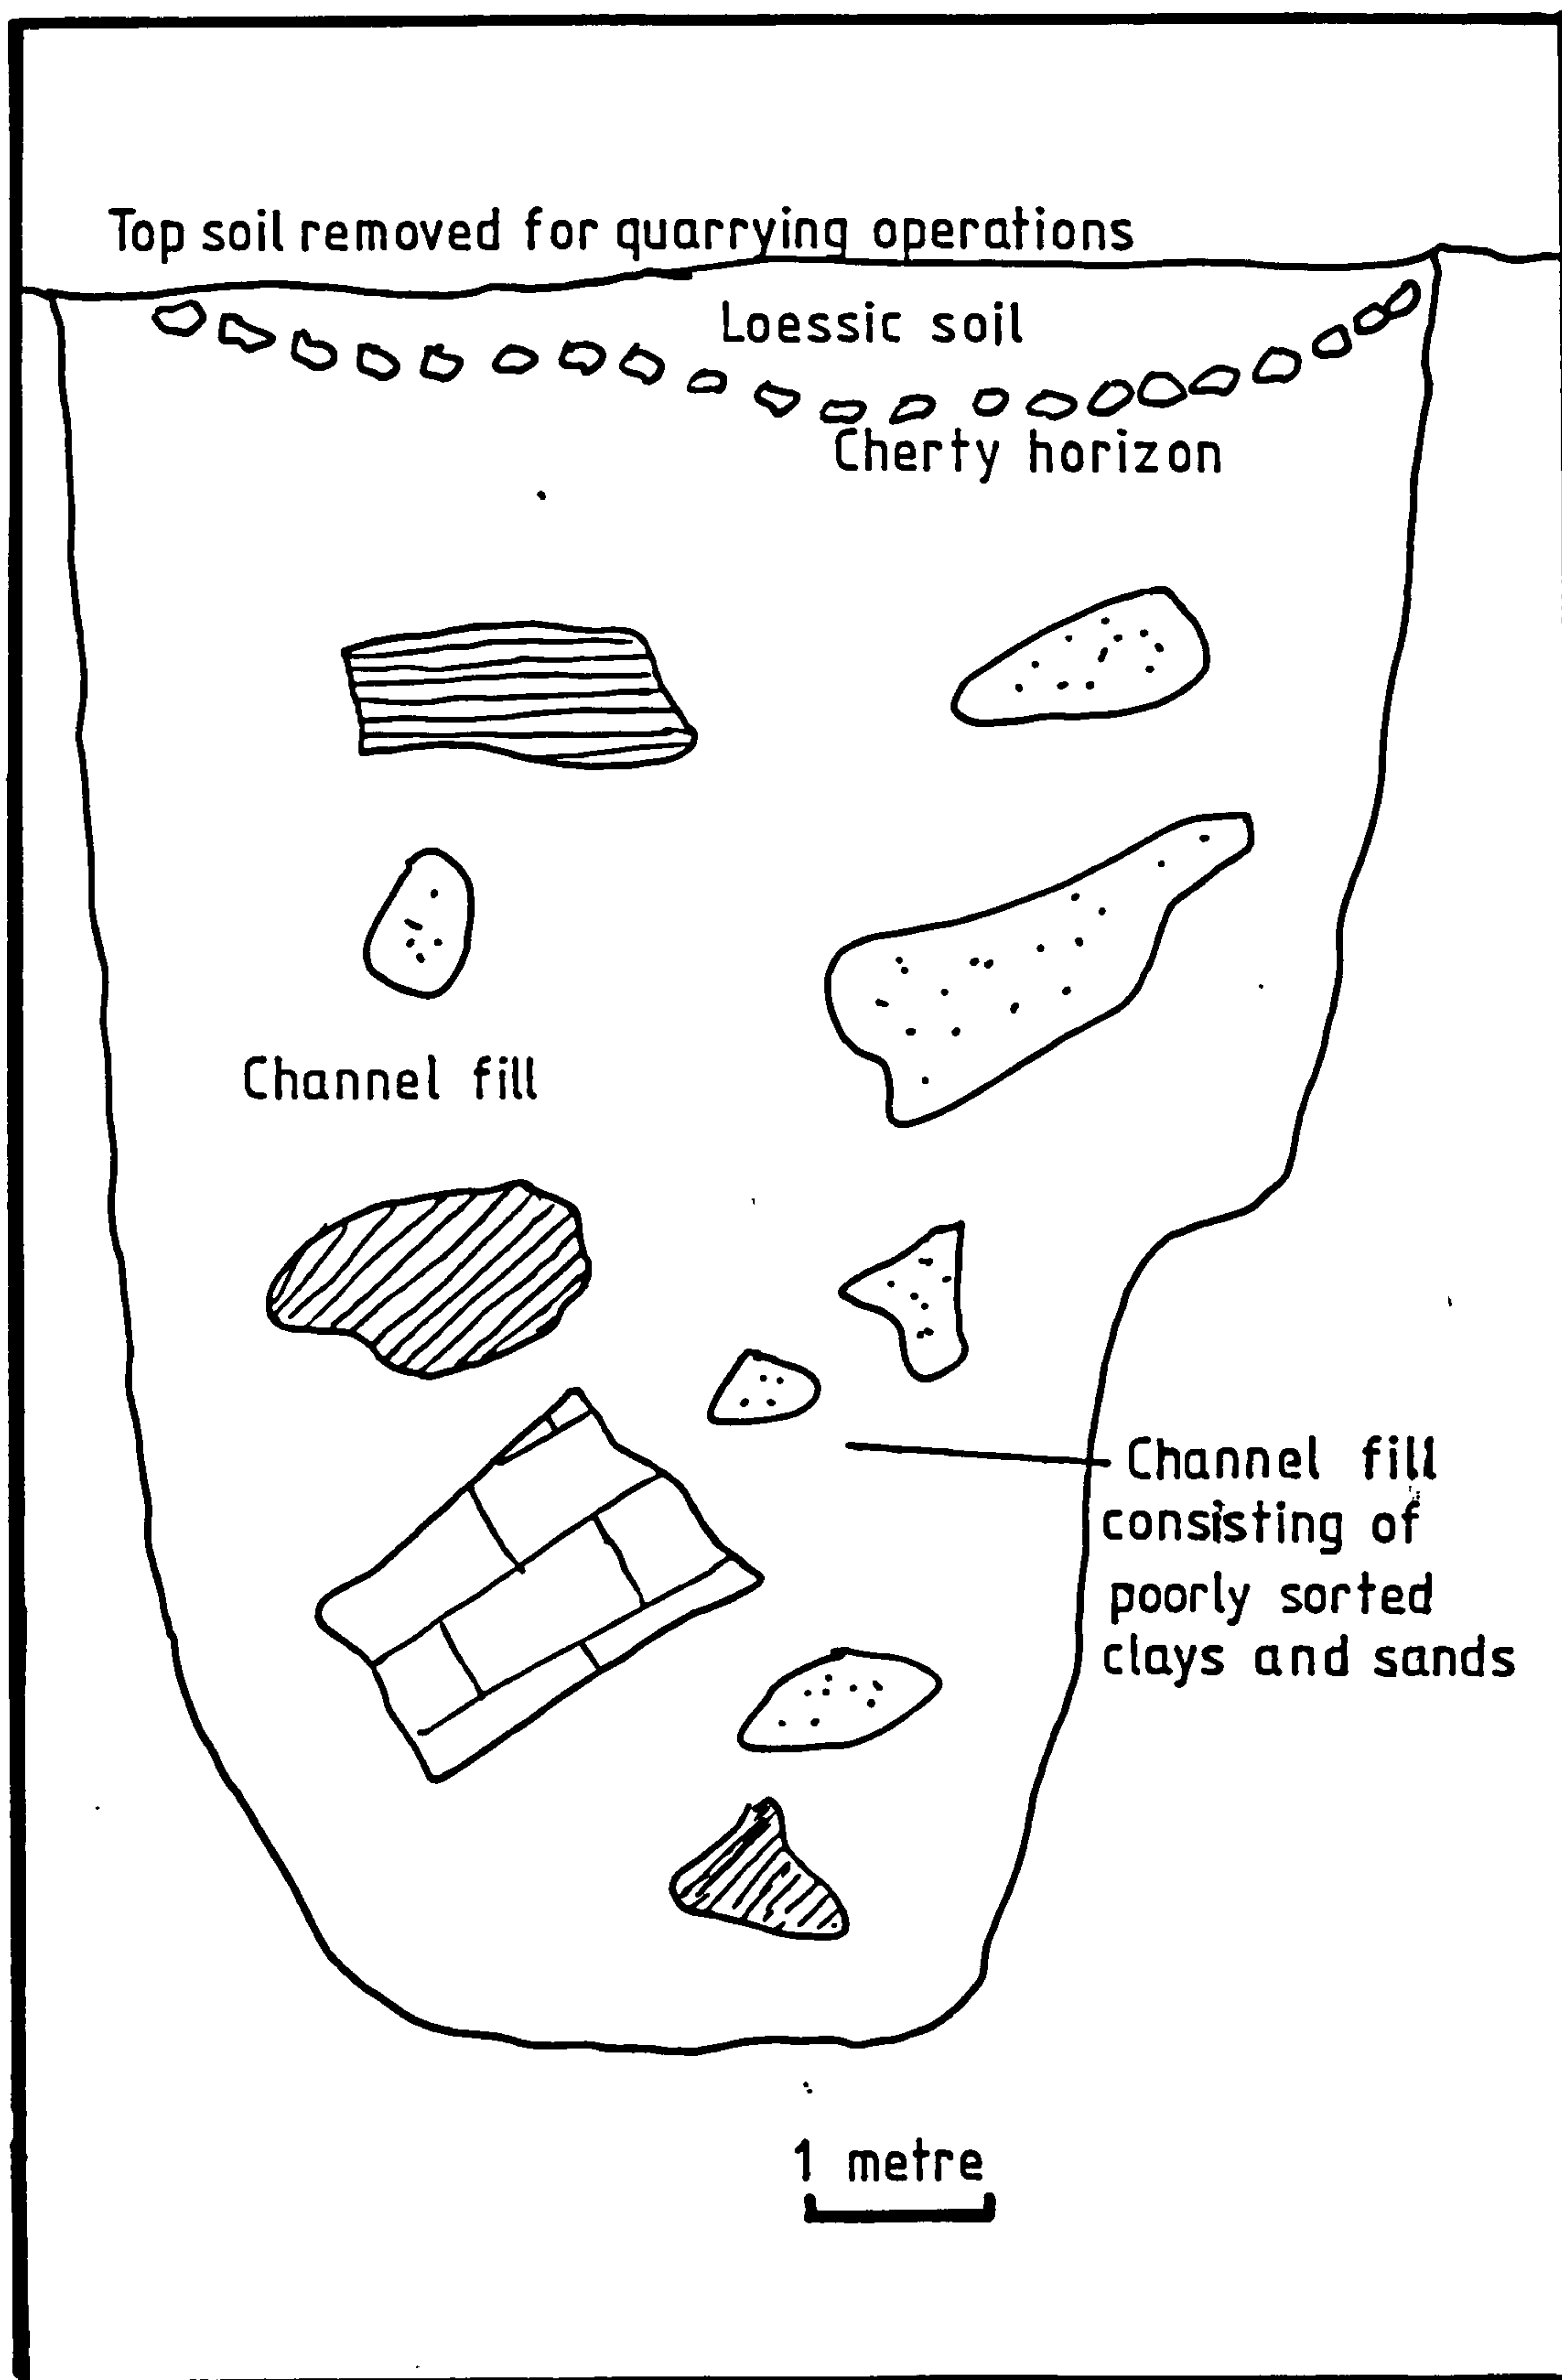 Top soil removed for quarrying operations
Loessic soil
Cherty horizon
Channel fill
Channel fill
consisting of
poorly sorted
clays and sands
1 metre